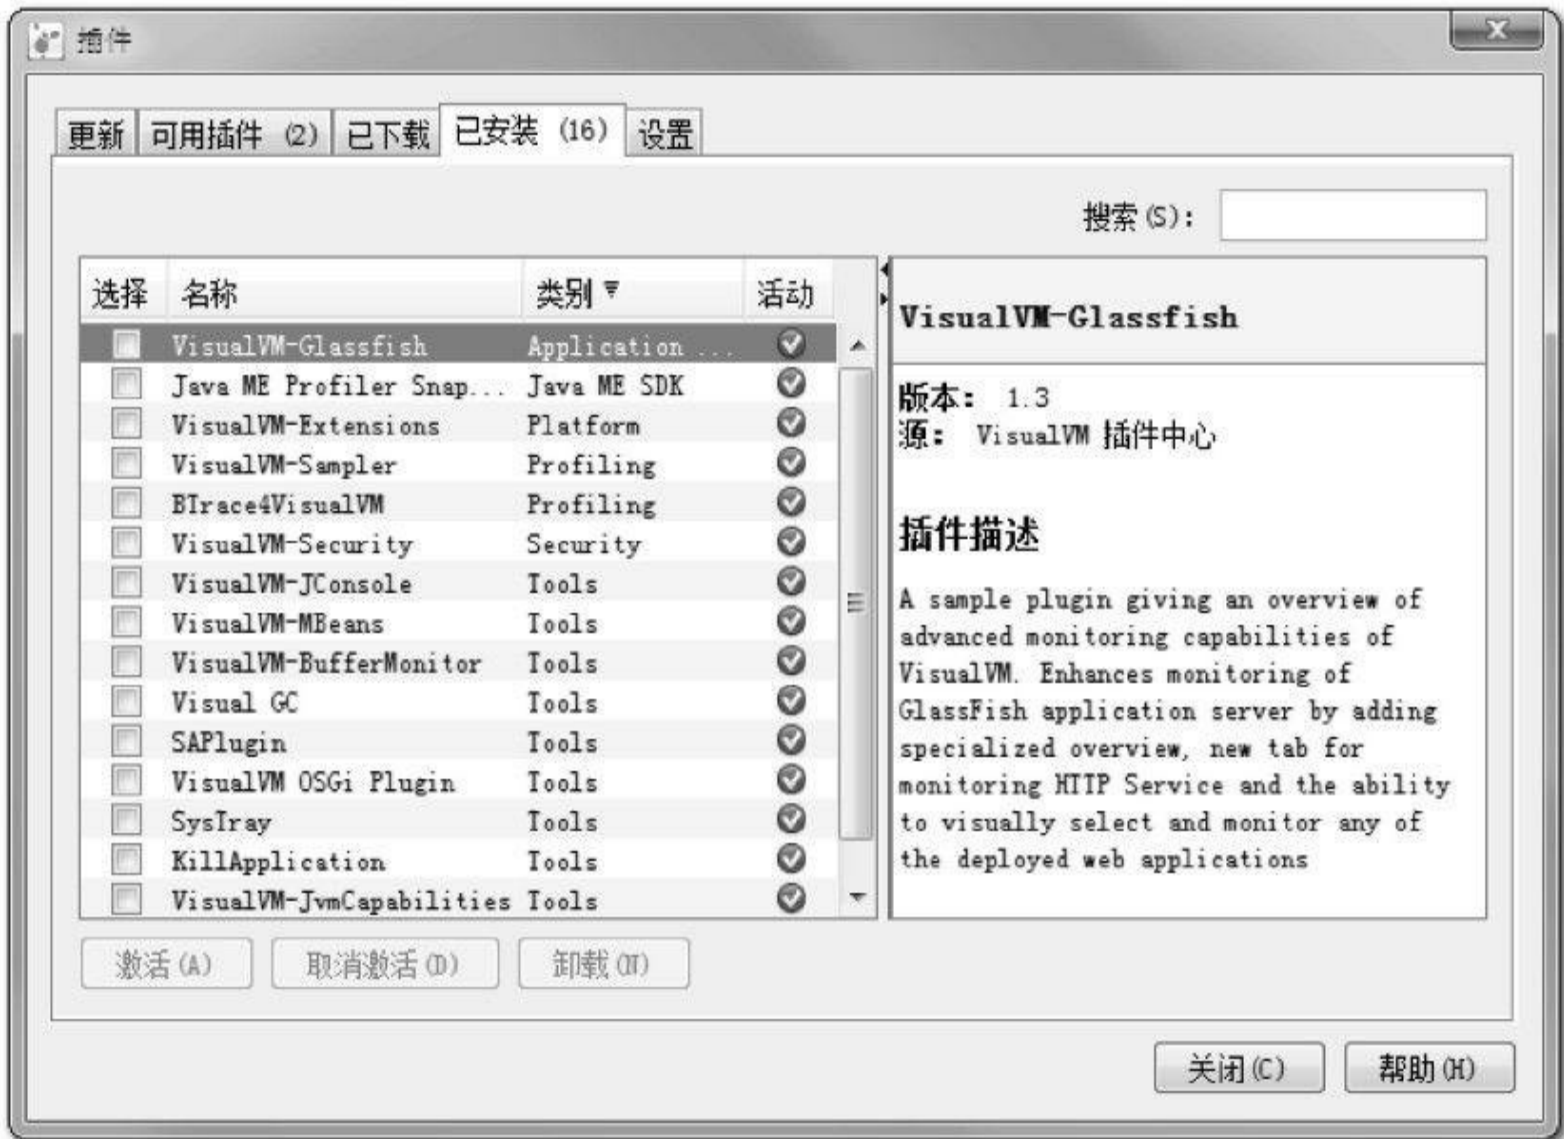 插件
更新 可用插件 (2) 已下载 已安装 (16) 设置
搜索(S):
选择 名称 类别 活动
VisualVM-Glassfish Application ...
Java ME Profiler Snap... Java ME SDK
VisualVM-Extensions Platform
VisualVM-Sampler Profiling
BTrace4VisualVM Profiling
VisualVM-Security Security
VisualVM-JConsole Tools
VisualVM-MBeans Tools
VisualVM-BufferMonitor Tools
Visual GC Tools
SAPlugin Tools
VisualVM OSGi Plugin Tools
SysTray Tools
KillApplication Tools
VisualVM-JvmCapabilities Tools
激活(A) 取消激活(D) 卸载(N)
VisualVM-Glassfish
版本: 1.3
源: VisualVM 插件中心
插件描述
A sample plugin giving an overview of
advanced monitoring capabilities of
VisualVM. Enhances monitoring of
GlassFish application server by adding
specialized overview, new tab for
monitoring HTTP Service and the ability
to visually select and monitor any of
the deployed web applications
关闭(C) 帮助(H)